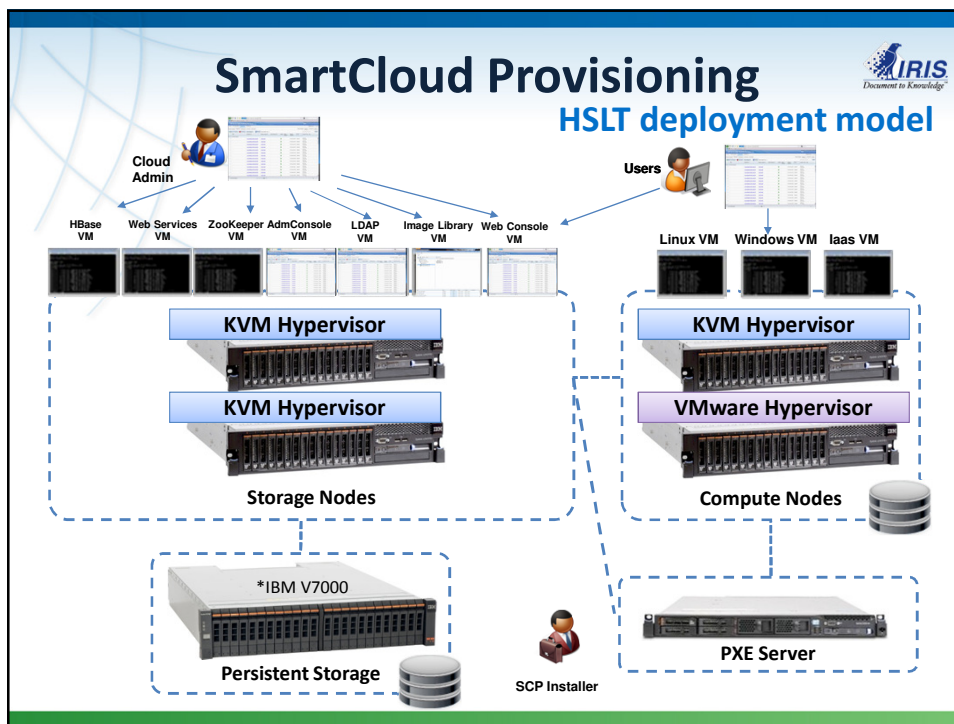 SmartCloud Provisioning
IRIS
Document to Knowledge™
HSLT deployment model
Cloud
Admin
Users
HBase
VM
Web Services
VM
ZooKeeper
VM
AdmConsole
VM
LDAP
VM
Image Library
VM
Web Console
VM
Linux VM
Windows VM
Iaas VM
KVM Hypervisor
KVM Hypervisor
Storage Nodes
KVM Hypervisor
VMware Hypervisor
Compute Nodes
*IBM V7000
Persistent Storage
SCP Installer
PXE Server